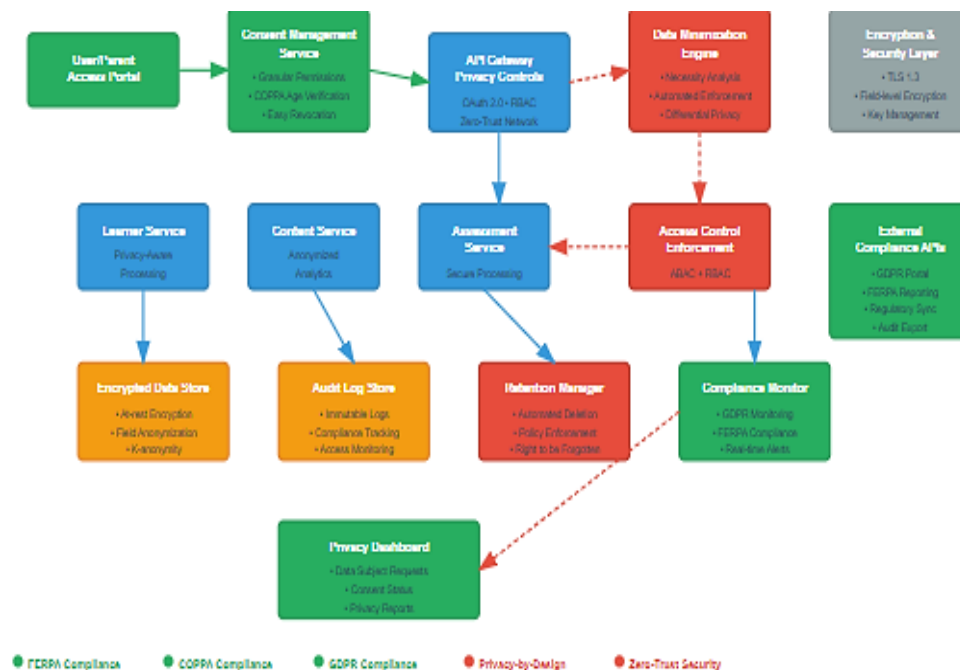 User/Parent
Access Portal
Consent Management
Service
• Granular Permissions
• COPPA Age Verification
• Easy Revocation
API Gateway
Privacy Controls
OAuth 2.0 • RBAC
Zero-Trust Network
Data Minimization
Engine
• Necessity Analysis
• Automated Enforcement
• Differential Privacy
Encryption &
Security Layer
• TLS 1.3
• Field-level Encryption
• Key Management
Learner Service
Privacy-Aware
Processing
Content Service
Anonymized
Analytics
Assessment
Service
Secure Processing
Access Control
Enforcement
ABAC + RBAC
External
Compliance APIs
• GDPR Portal
• FERPA Reporting
• Regulatory Sync
• Audit Export
Encrypted Data Store
• At-rest Encryption
• Field Anonymization
• K-anonymity
Audit Log Store
• Immutable Logs
• Compliance Tracking
• Access Monitoring
Retention Manager
• Automated Deletion
• Policy Enforcement
• Right to be Forgotten
Compliance Monitor
• GDPR Monitoring
• FERPA Compliance
• Real-time Alerts
Privacy Dashboard
• Data Subject Requests
• Consent Status
• Privacy Reports
FERPA Compliance
COPPA Compliance
GDPR Compliance
Privacy-by-Design
Zero-Trust Security